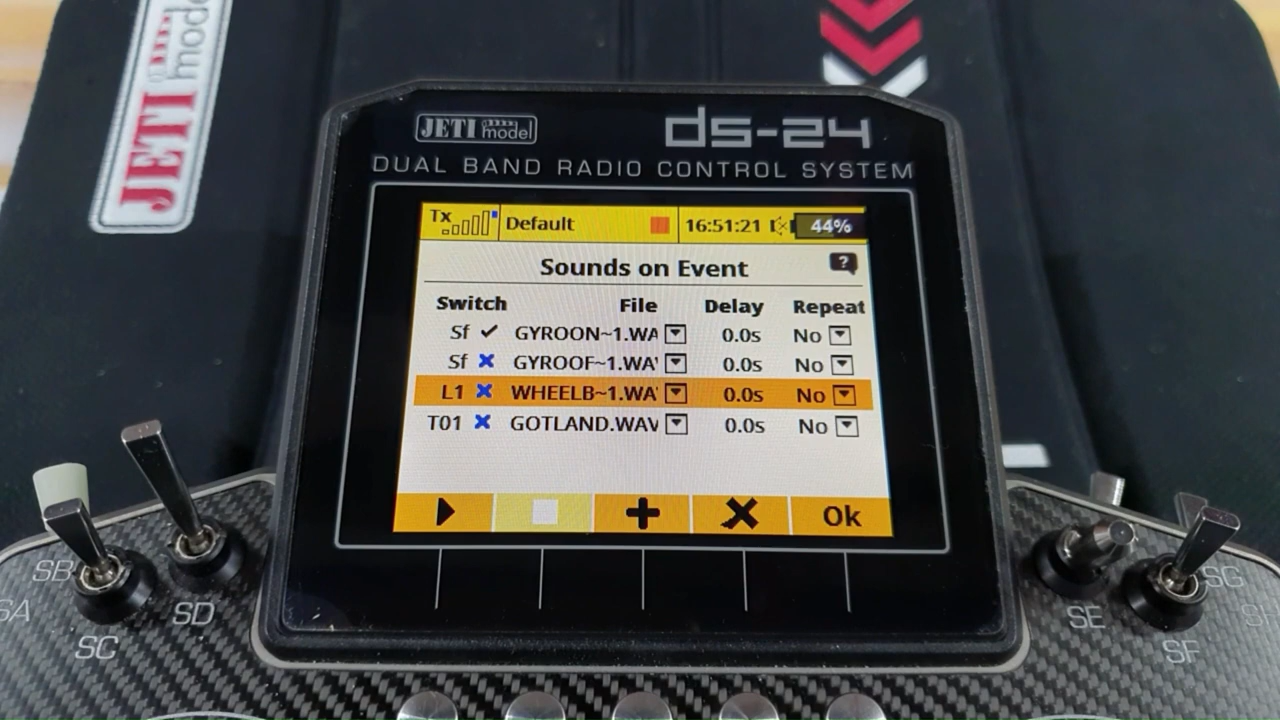 JETI model
JETI model
ds-24
DUAL BAND RADIO CONTROL SYSTEM
Tx Default 16:51:21 44%
Sounds on Event ?
Switch File Delay Repeat
Sf GYROON~1.WA 0.0s No
Sf GYROOF~1.WA 0.0s No
L1 WHEELB~1.WA 0.0s No
T01 GOTLAND.WAV 0.0s No
Ok
SB
SA
SC
SD
SE
SG
SF